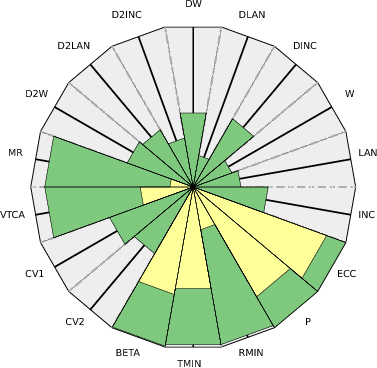 DW
D2INC
DLAN
D2LAN
DINC
D2W
W
MR
LAN
VTCA
INC
CV1
ECC
CV2
P
BETA
RMIN
TMIN